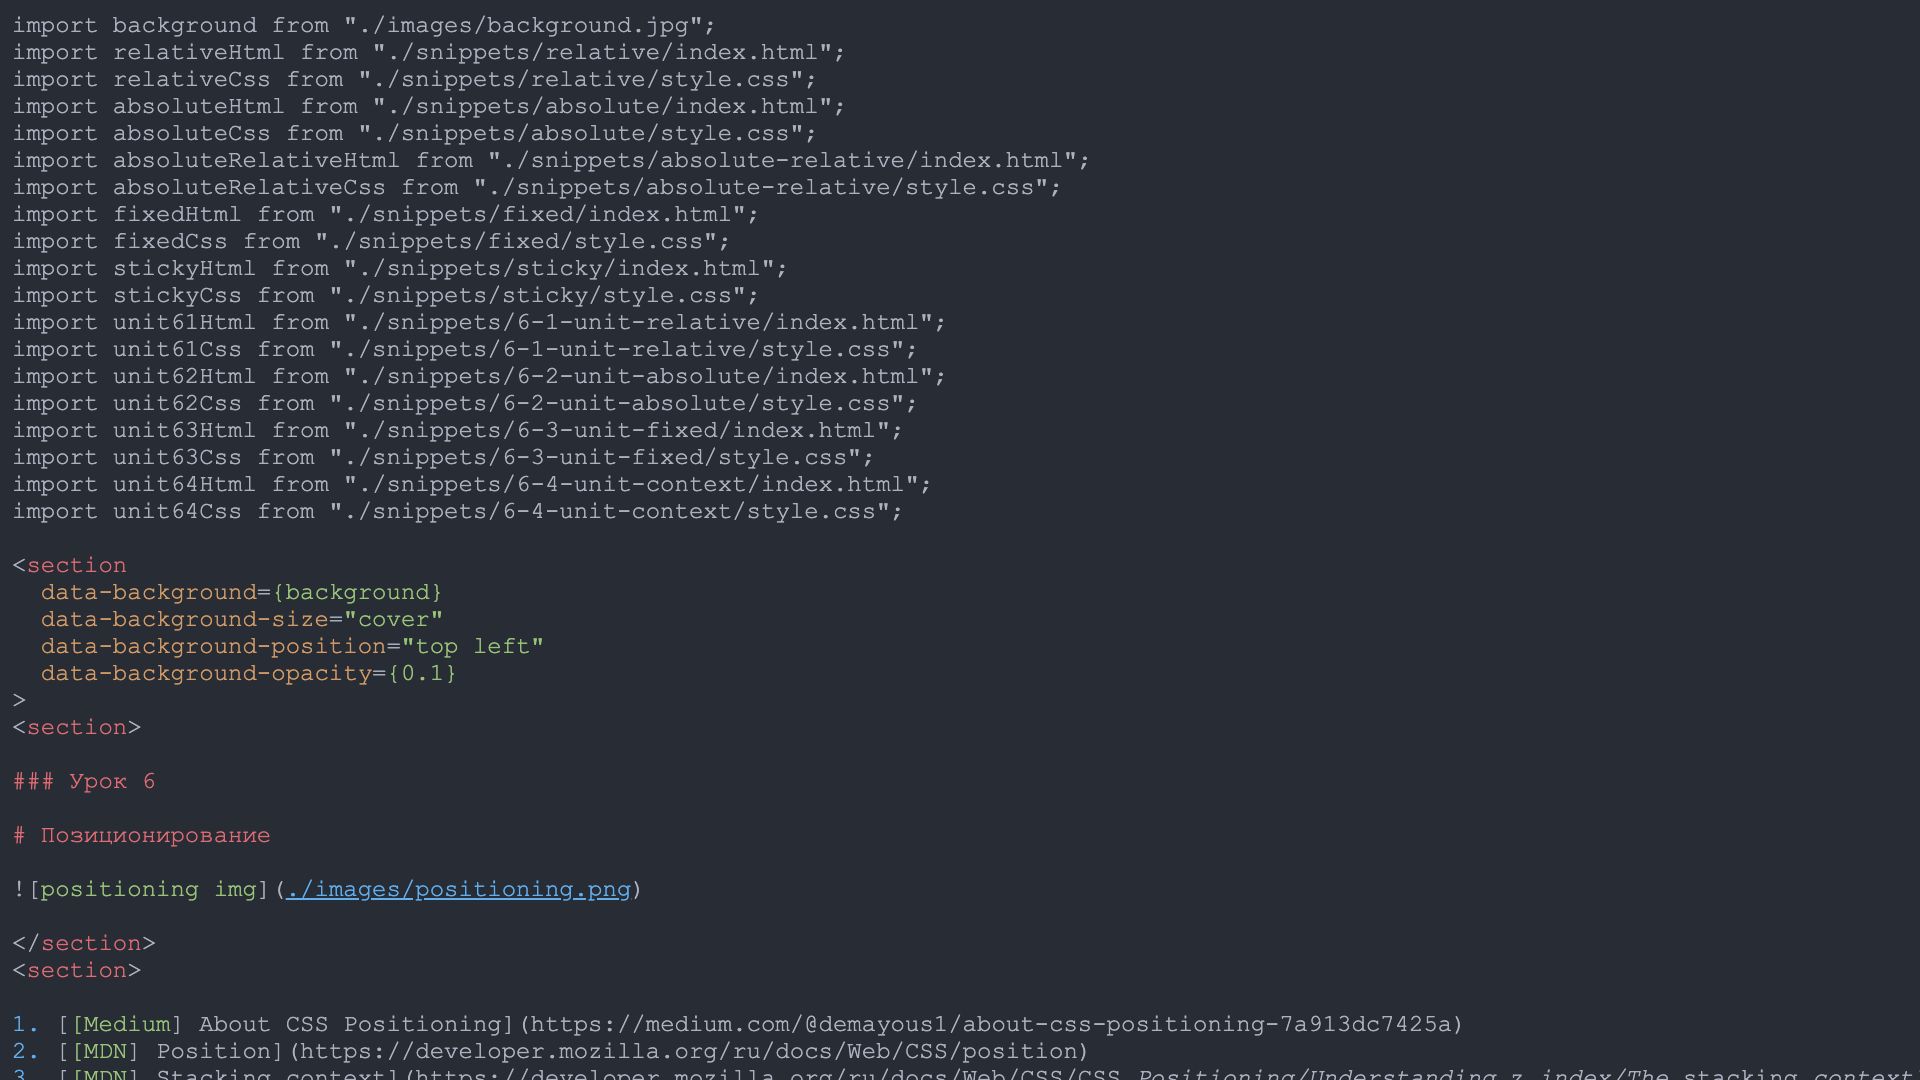 import background from "./images/background.jpg";
import relativeHtml from "./snippets/relative/index.html";
import relativeCss from "./snippets/relative/style.css";
import absoluteHtml from "./snippets/absolute/index.html";
import absoluteCss from "./snippets/absolute/style.css";
import absoluteRelativeHtml from "./snippets/absolute-relative/index.html";
import absoluteRelativeCss from "./snippets/absolute-relative/style.css";
import fixedHtml from "./snippets/fixed/index.html";
import fixedCss from "./snippets/fixed/style.css";
import stickyHtml from "./snippets/sticky/index.html";
import stickyCss from "./snippets/sticky/style.css";
import unit61Html from "./snippets/6-1-unit-relative/index.html";
import unit61Css from "./snippets/6-1-unit-relative/style.css";
import unit62Html from "./snippets/6-2-unit-absolute/index.html";
import unit62Css from "./snippets/6-2-unit-absolute/style.css";
import unit63Html from "./snippets/6-3-unit-fixed/index.html";
import unit63Css from "./snippets/6-3-unit-fixed/style.css";
import unit64Html from "./snippets/6-4-unit-context/index.html";
import unit64Css from "./snippets/6-4-unit-context/style.css";
<section
data-background={background}
data-background-size="cover"
data-background-position="top left"
data-background-opacity={0.1}
>
<section>
### Урок 6
# Позиционирование
![positioning img](./images/positioning.png)
</section>
<section>
1. [[Medium] About CSS Positioning](https://medium.com/@demayous1/about-css-positioning-7a913dc7425a)
2. [[MDN] Position](https://developer.mozilla.org/ru/docs/Web/CSS/position)
3. [[MDN] Stacking context](https://developer.mozilla.org/ru/docs/Web/CSS/CSS_Positioning/Understanding_z_index/The_stacking_context